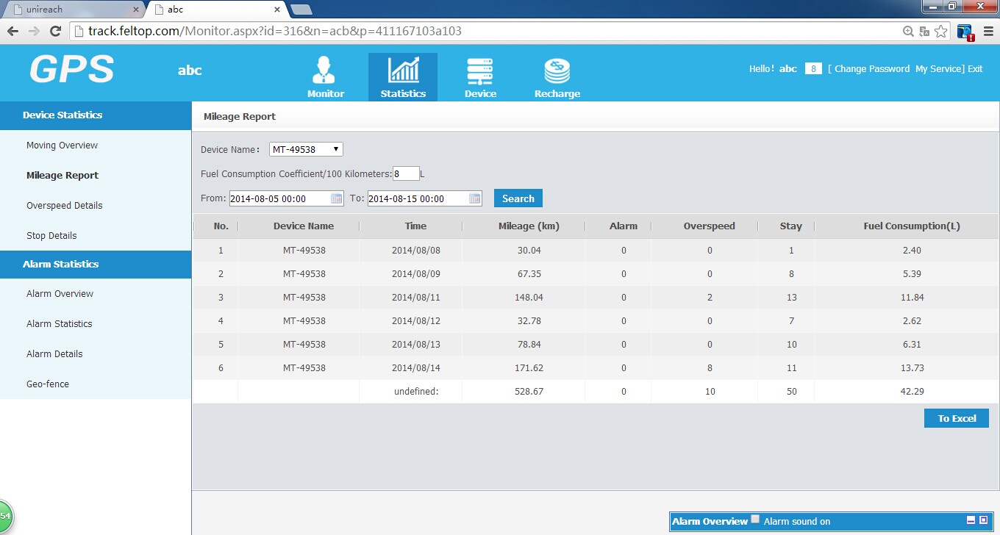 unireach
abc
track.feltop.com/Monitor.aspx?id=316&n=acb&p=411167103a103
GPS
abc
Monitor
Statistics
Device
Recharge
Hello! abc 8 [ Change Password My Service] Exit
Device Statistics
Moving Overview
Mileage Report
Overspeed Details
Stop Details
Alarm Statistics
Alarm Overview
Alarm Statistics
Alarm Details
Geo-fence
Mileage Report
Device Name: MT-49538
Fuel Consumption Coefficient/100 Kilometers: 8 L
From: 2014-08-05 00:00 To: 2014-08-15 00:00 Search
No. Device Name Time Mileage (km) Alarm Overspeed Stay Fuel Consumption(L)
1 MT-49538 2014/08/08 30.04 0 0 1 2.40
2 MT-49538 2014/08/09 67.35 0 0 8 5.39
3 MT-49538 2014/08/11 148.04 0 2 13 11.84
4 MT-49538 2014/08/12 32.78 0 0 7 2.62
5 MT-49538 2014/08/13 78.84 0 0 10 6.31
6 MT-49538 2014/08/14 171.62 0 8 11 13.73
undefined: 528.67 0 10 50 42.29
To Excel
54
Alarm Overview Alarm sound on